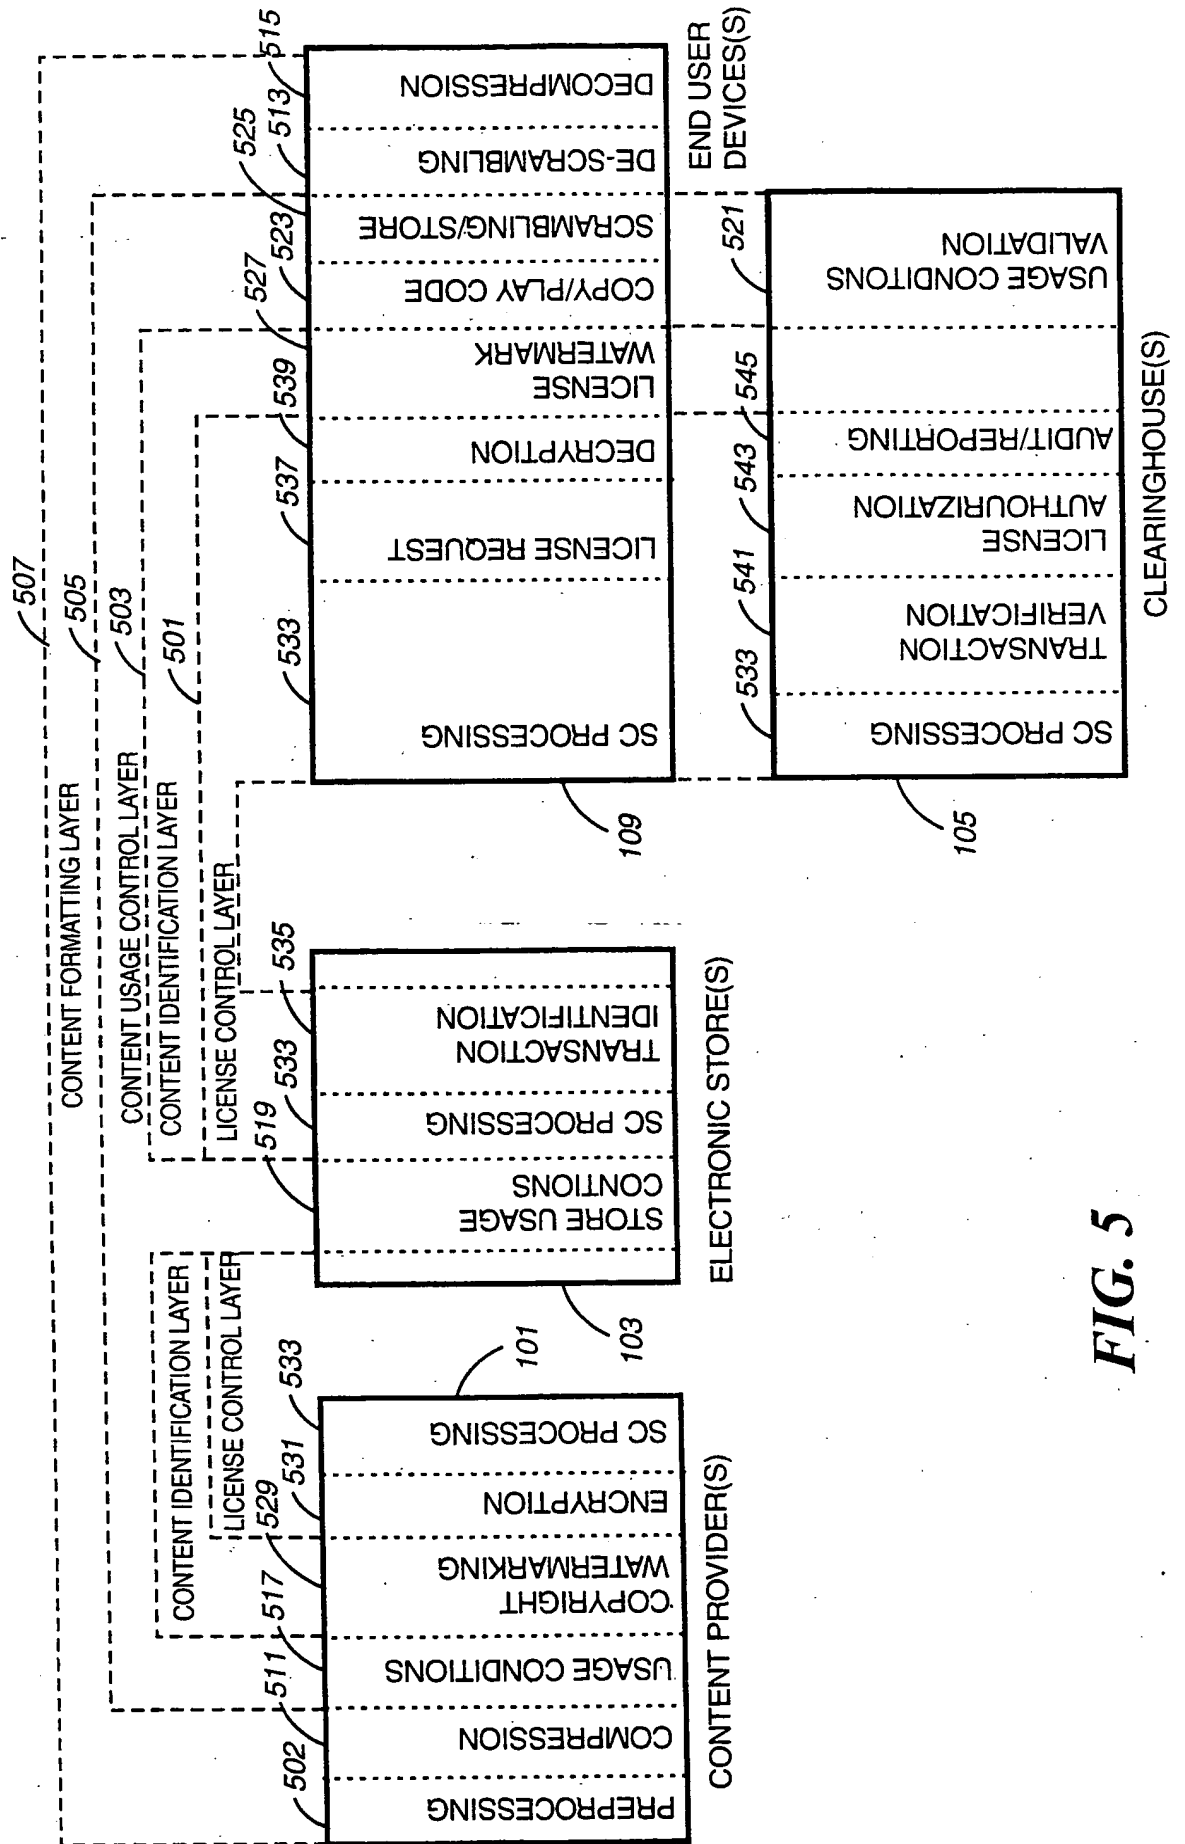 507
CONTENT FORMATTING LAYER
505
CONTENT USAGE CONTROL LAYER
503
CONTENT IDENTIFICATION LAYER
501
LICENSE CONTROL LAYER
CONTENT IDENTIFICATION LAYER
LICENSE CONTROL LAYER
502
511
517
529
531
533
PREPROCESSING
COMPRESSION
USAGE CONDITIONS
COPYRIGHT
WATERMARKING
ENCRYPTION
SC PROCESSING
101
CONTENT PROVIDER(S)
519
533
535
STORE USAGE
CONTIONS
SC PROCESSING
TRANSACTION
IDENTIFICATION
103
ELECTRONIC STORE(S)
533
537
539
527
523
525
513
515
SC PROCESSING
LICENSE REQUEST
DECRYPTION
LICENSE
WATERMARK
COPY/PLAY CODE
SCRAMBLING/STORE
DE-SCRAMBLING
DECOMPRESSION
109
END USER
DEVICES(S)
533
541
543
545
521
SC PROCESSING
TRANSACTION
VERIFICATION
LICENSE
AUTHOURIZATION
AUDIT/REPORTING
USAGE CONDITONS
VALIDATION
105
CLEARINGHOUSE(S)
FIG. 5